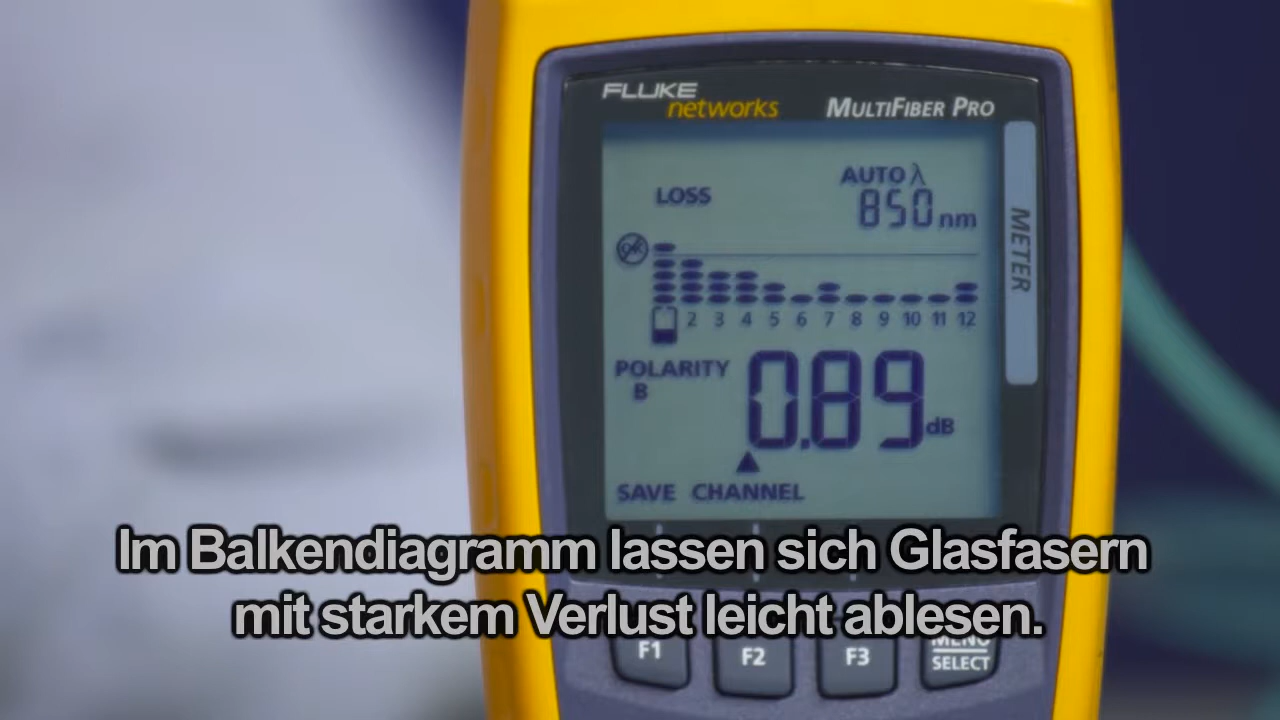 FLUKE
networks
MULTIFIBER PRO
AUTO λ
LOSS
850 nm
METER
OK
2 3 4 5 6 7 8 9 10 11 12
POLARITY
B
0.89 dB
SAVE CHANNEL
Im Balkendiagramm lassen sich Glasfasern
mit starkem Verlust leicht ablesen.
F1 F2 F3 MENU
SELECT